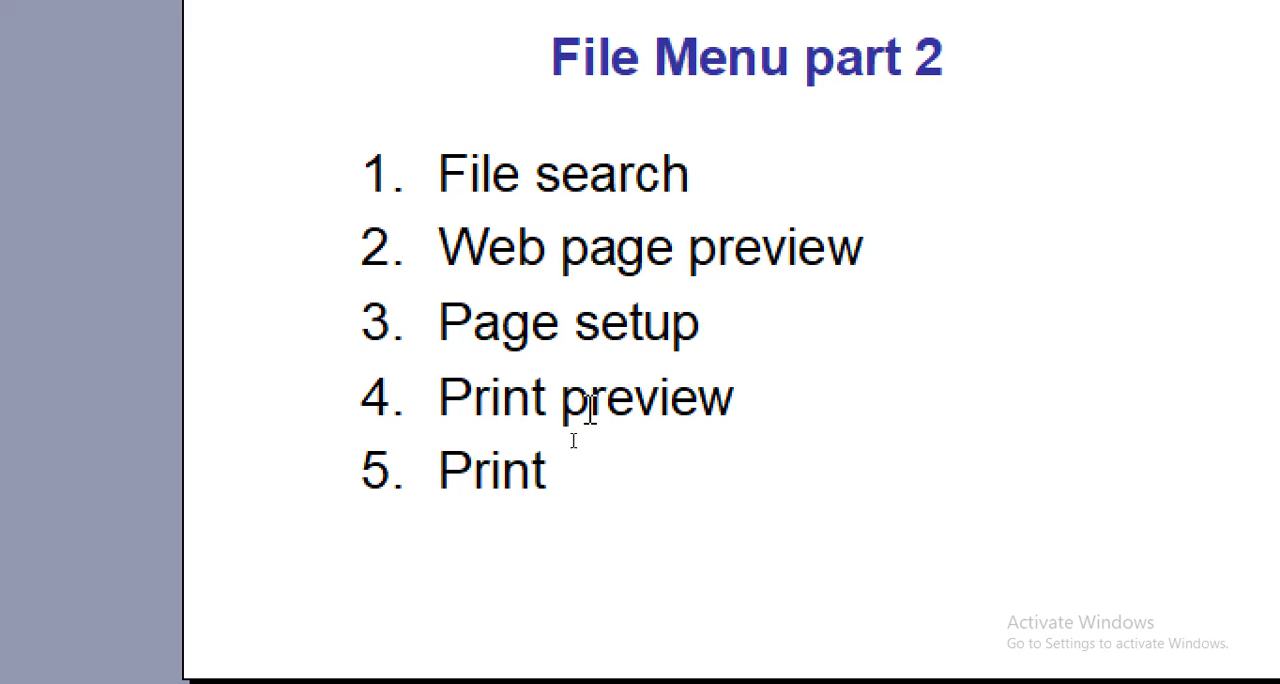 File Menu part 2
1. File search
2. Web page preview
3. Page setup
4. Print preview
5. Print
Activate Windows
Go to Settings to activate Windows.